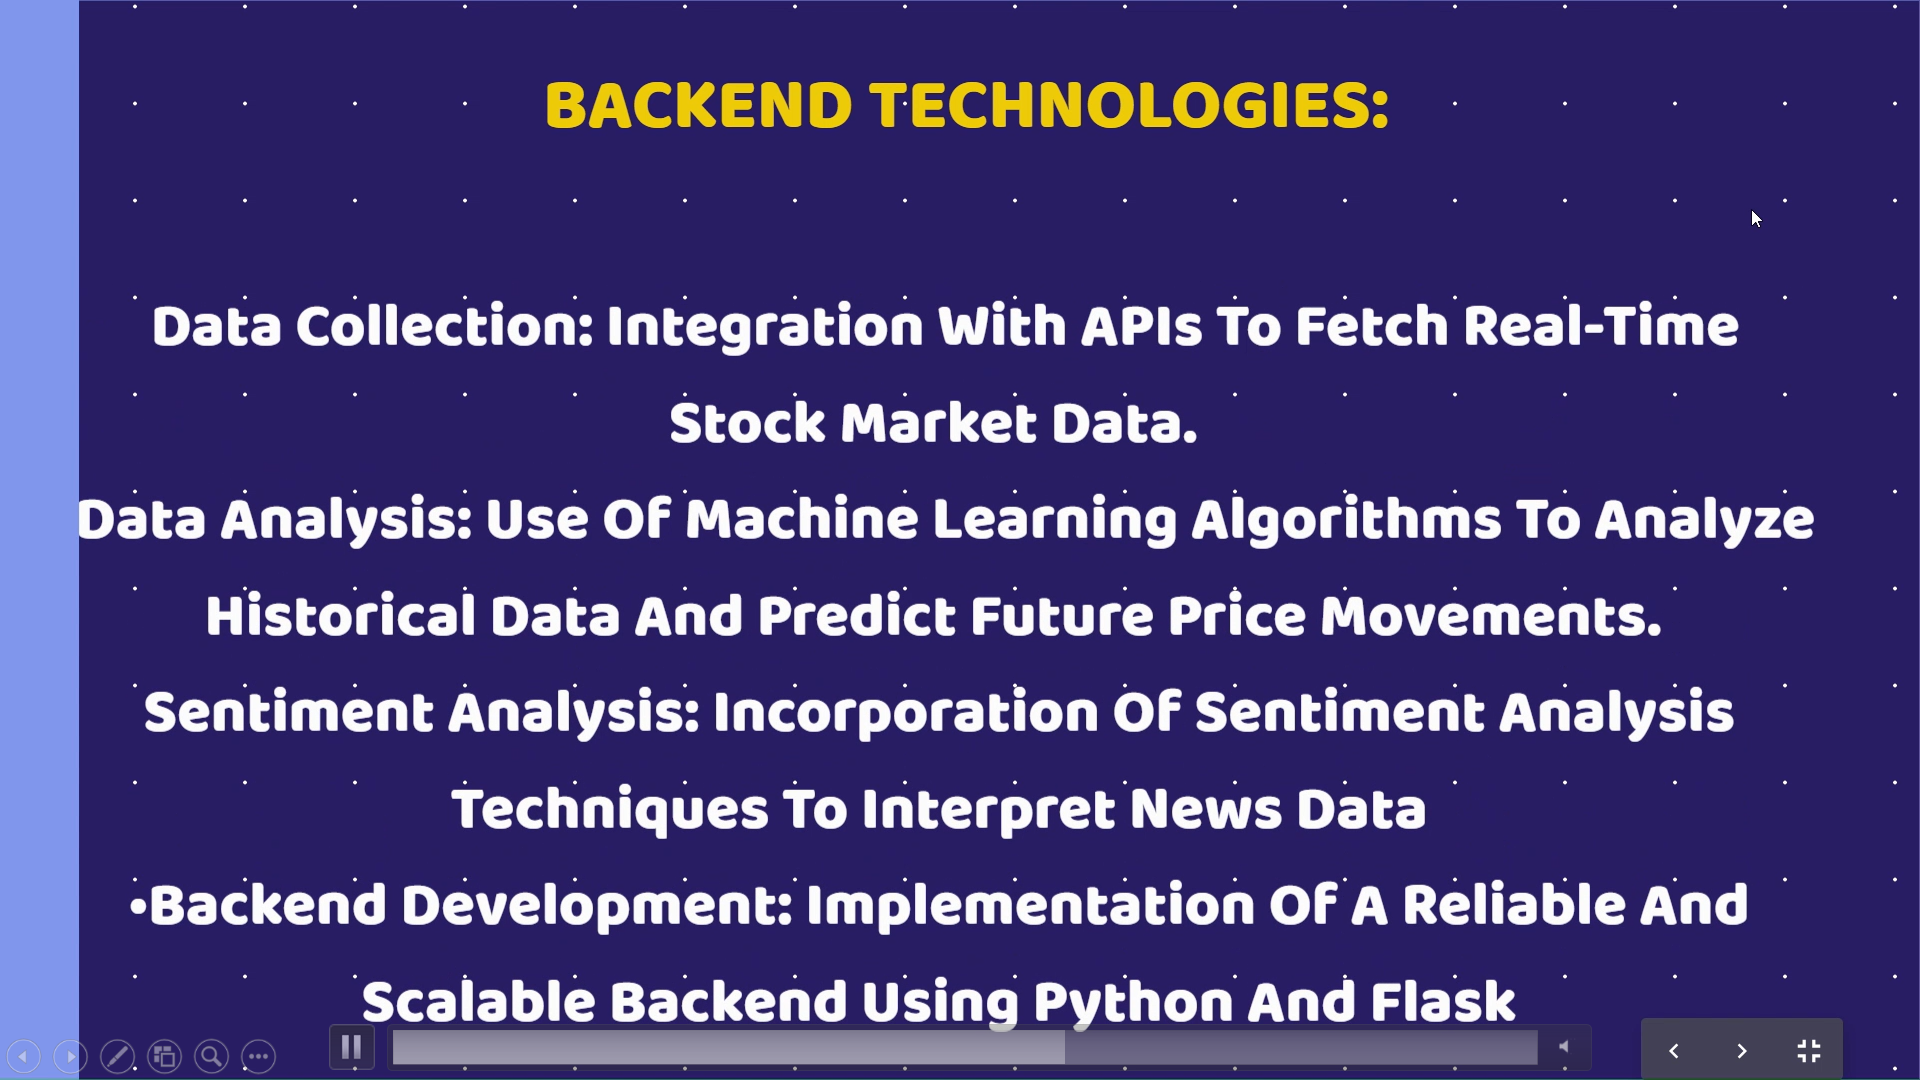 BACKEND TECHNOLOGIES:
Data Collection: Integration With APIs To Fetch Real-Time
Stock Market Data.
Data Analysis: Use Of Machine Learning Algorithms To Analyze
Historical Data And Predict Future Price Movements.
Sentiment Analysis: Incorporation Of Sentiment Analysis
Techniques To Interpret News Data
•Backend Development: Implementation Of A Reliable And
Scalable Backend Using Python And Flask